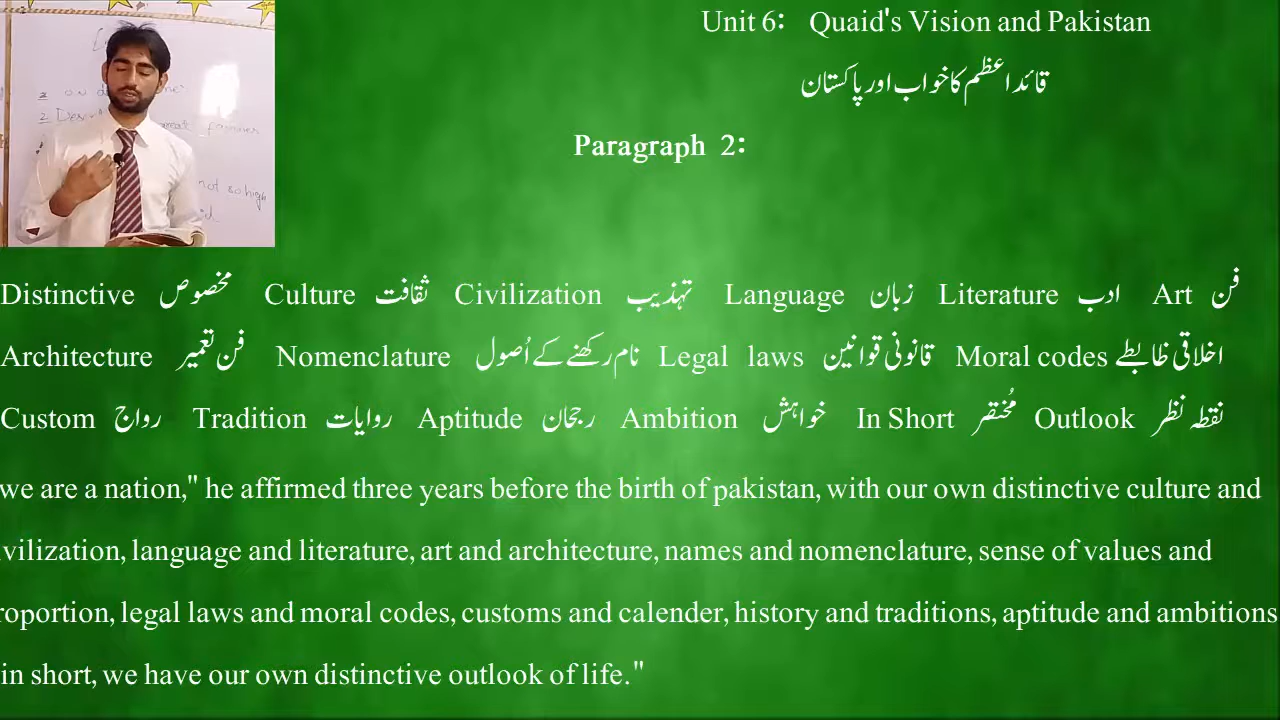 Unit 6: Quaid's Vision and Pakistan
قائد اعظم کا خواب اور پاکستان
Paragraph 2:
Distinctive مخصوص Culture ثقافت Civilization تہذیب Language زبان Literature ادب Art فن
Architecture فن تعمیر Nomenclature نام رکھنے کے اُصول Legal laws قانونی قوانین Moral codes اخلاقی ظابطے
Custom رواج Tradition روایات Aptitude رجحان Ambition خواہش In Short مُختصر Outlook نقطہ نظر
we are a nation," he affirmed three years before the birth of pakistan, with our own distinctive culture and
vilization, language and literature, art and architecture, names and nomenclature, sense of values and
roportion, legal laws and moral codes, customs and calender, history and traditions, aptitude and ambitions
in short, we have our own distinctive outlook of life."